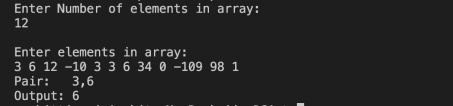 Enter Number of elements in array:
12
Enter elements in array:
3 6 12 -10 3 3 6 34 0 -109 98 1
Pair: 3,6
Output: 6